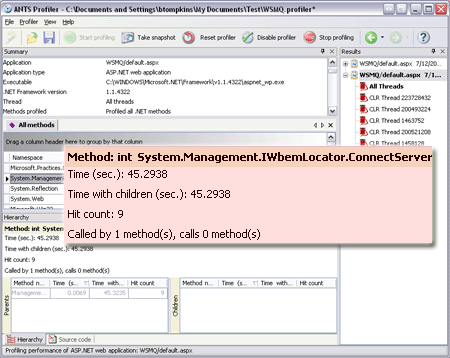 ANTS Profiler - C:\Documents and Settings\btompkins\My Documents\Test\WSMQ.profiler*
File Profiler View Help
Start profiling Take snapshot Reset profiler Disable profiler Stop profiling
Summary
Results
Application WSMQ/default.aspx
Application type ASP.NET web application
Executable C:\WINDOWS\Microsoft.NET\Framework\v1.1.4322\aspnet_wp.exe
.NET Framework version 1.1.4322
Thread All threads
Methods profiled Profiled all .NET methods
WSMQ/default.aspx 7/12/20
WSMQ/default.aspx 7/1
All Threads
CLR Thread 223728432
CLR Thread 200493224
CLR Thread 1463752
CLR Thread 200521208
CLR Thread 1458128
All methods
Drag a column header here to group by that column
Namespace
Microsoft.Practices.
System.Management
System.Reflection
System.Web
Method: int System.Management.IWbemLocator.ConnectServer
Time (sec.): 45.2938
Time with children (sec.): 45.2938
Hit count: 9
Called by 1 method(s), calls 0 method(s)
Hierarchy
Method: int System
Time (sec.): 45.2938
Time with children (sec.): 45.2938
Hit count: 9
Called by 1 method(s), calls 0 method(s)
Parents
Method n... Time (s... Time with... Hit count
Manageme... 0.0069 45.3235 9
Children
Method n... Time (s... Time with... Hit count
Hierarchy Source code
Profiling performance of ASP.NET web application: WSMQ/default.aspx